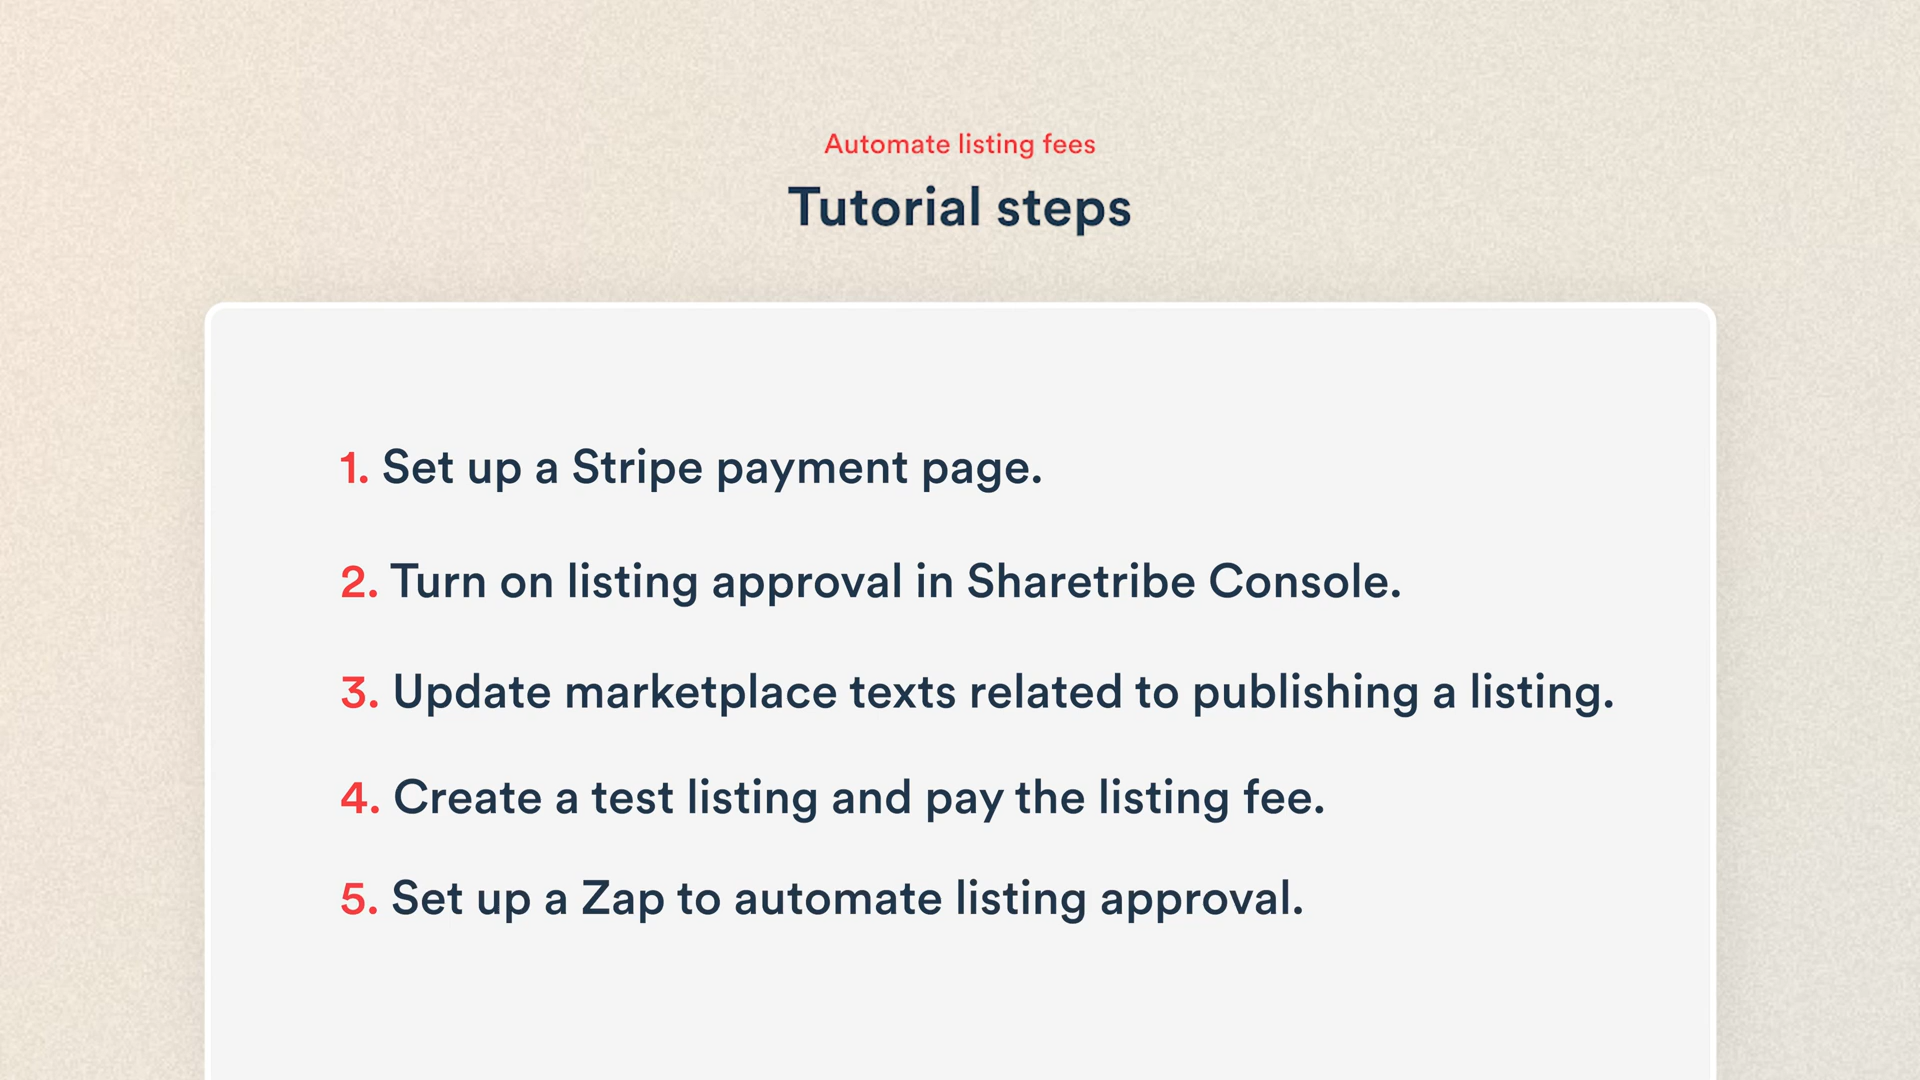 Automate listing fees
Tutorial steps
1. Set up a Stripe payment page.
2. Turn on listing approval in Sharetribe Console.
3. Update marketplace texts related to publishing a listing.
4. Create a test listing and pay the listing fee.
5. Set up a Zap to automate listing approval.